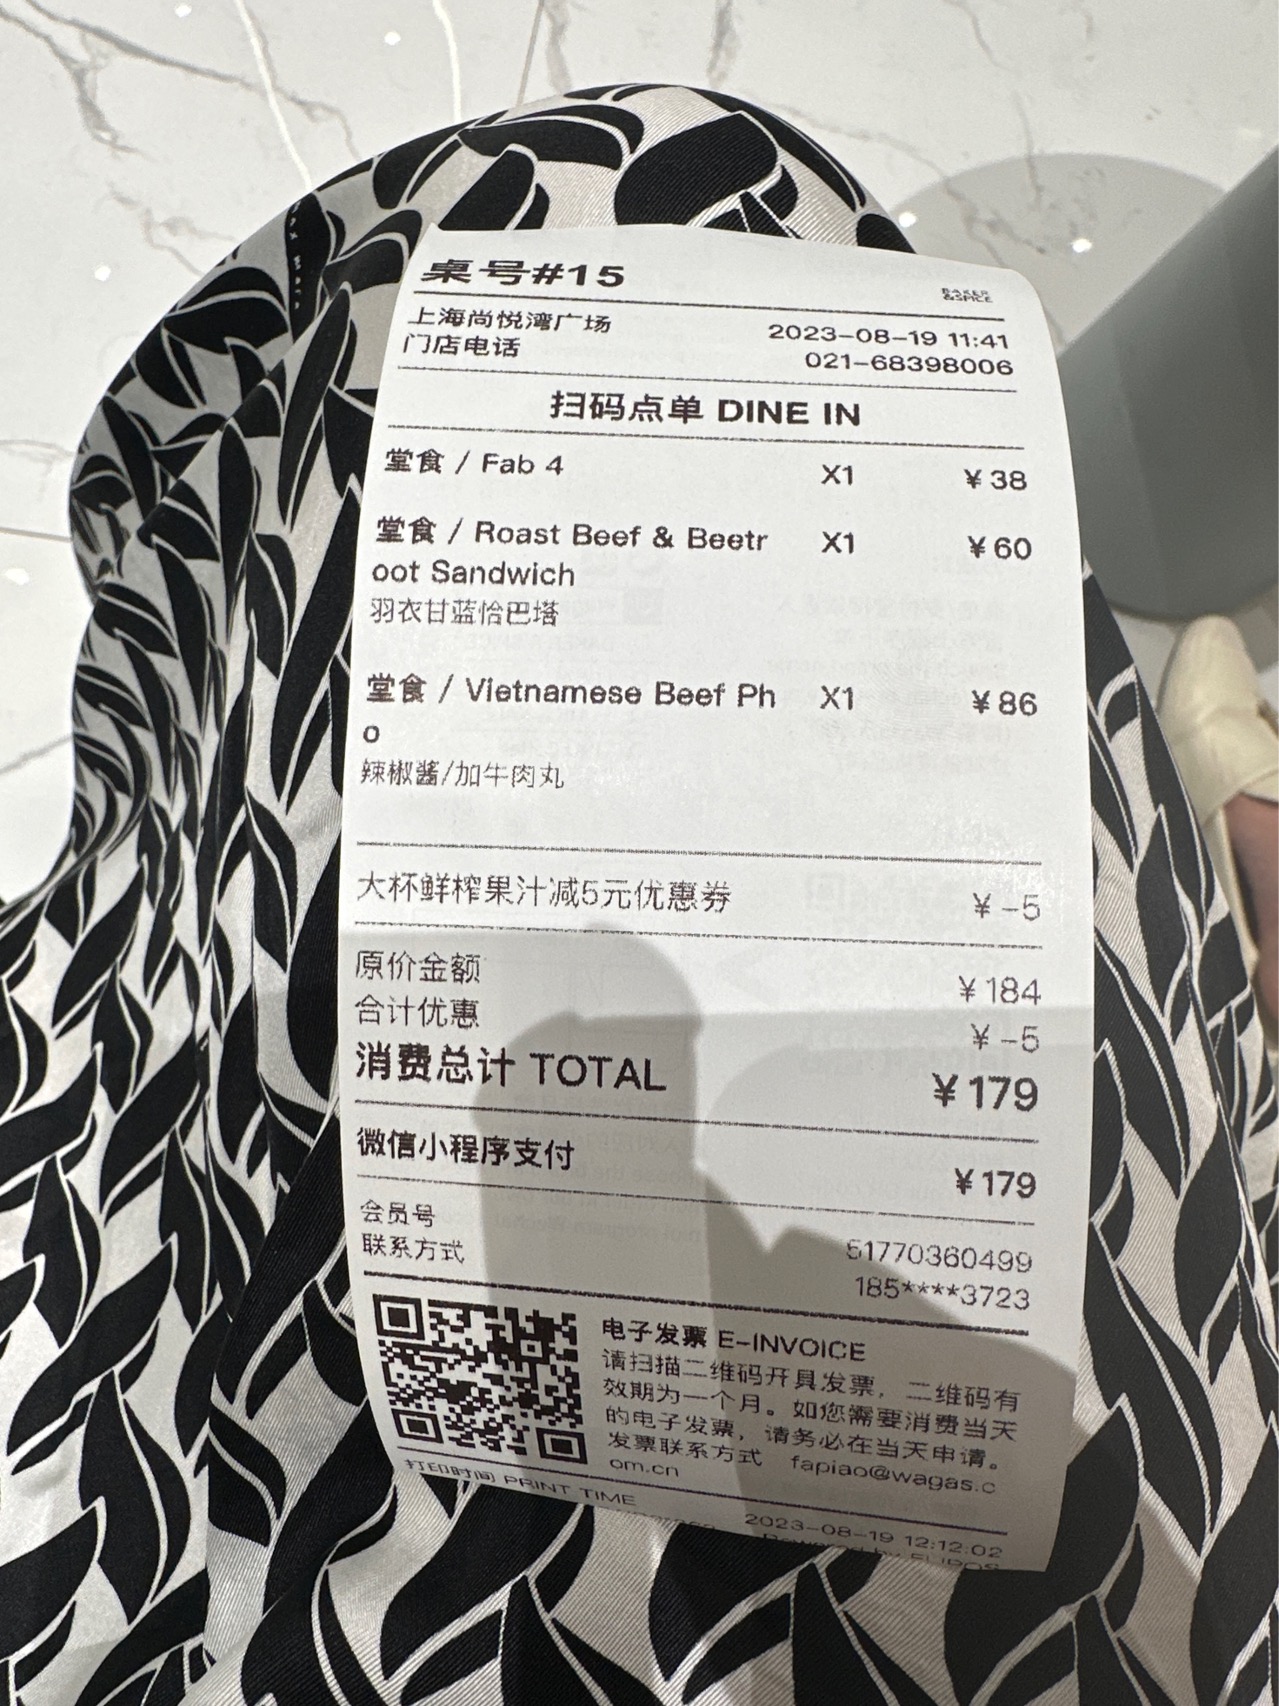 桌号#15
BAKER
&SPICE
上海尚悦湾广场
2023-08-19 11:41
门店电话
021-68398006
扫码点单 DINE IN
堂食 / Fab 4 X1 ¥38
堂食 / Roast Beef & Beetr X1 ¥60
oot Sandwich
羽衣甘蓝恰巴塔
堂食 / Vietnamese Beef Ph X1 ¥86
o
辣椒酱/加牛肉丸
大杯鲜榨果汁减5元优惠券 ¥-5
原价金额 ¥184
合计优惠 ¥-5
消费总计 TOTAL ¥179
微信小程序支付 ¥179
会员号 51770360499
联系方式 185****3723
电子发票 E-INVOICE
请扫描二维码开具发票，二维码有
效期为一个月。如您需要消费当天
的电子发票，请务必在当天申请。
发票联系方式 fapiao@wagas.c
om.cn
打印时间 PRINT TIME
2023-08-19 12:12:02
Powered by